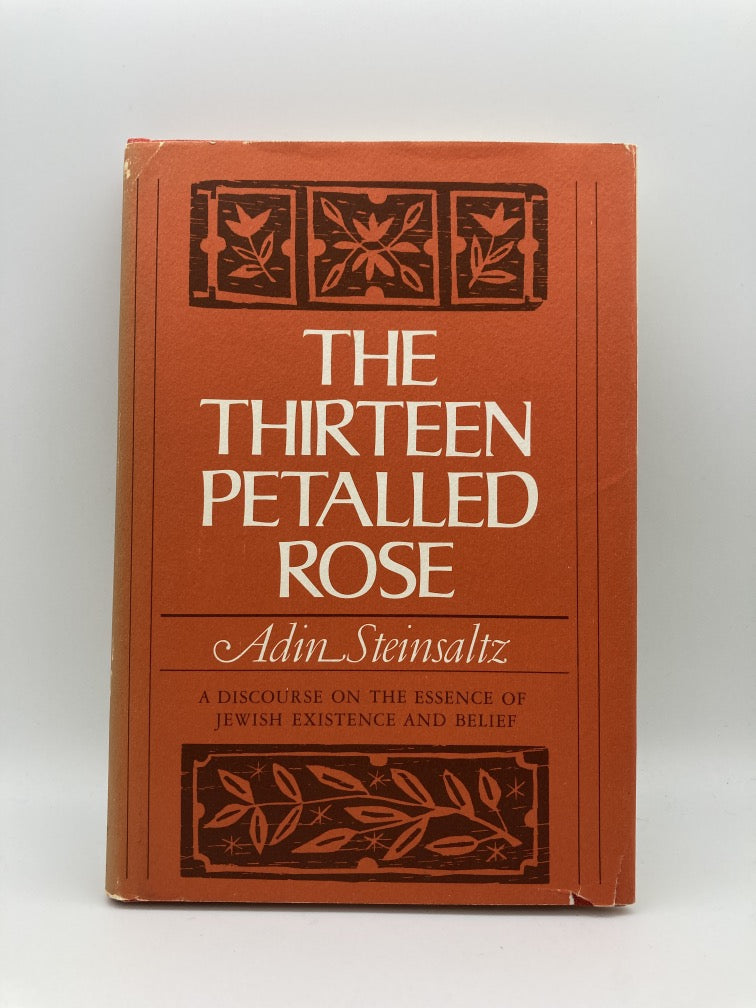 THE
THIRTEEN
PETALLED
ROSE
Adin Steinsaltz
A DISCOURSE ON THE ESSENCE OF
JEWISH EXISTENCE AND BELIEF